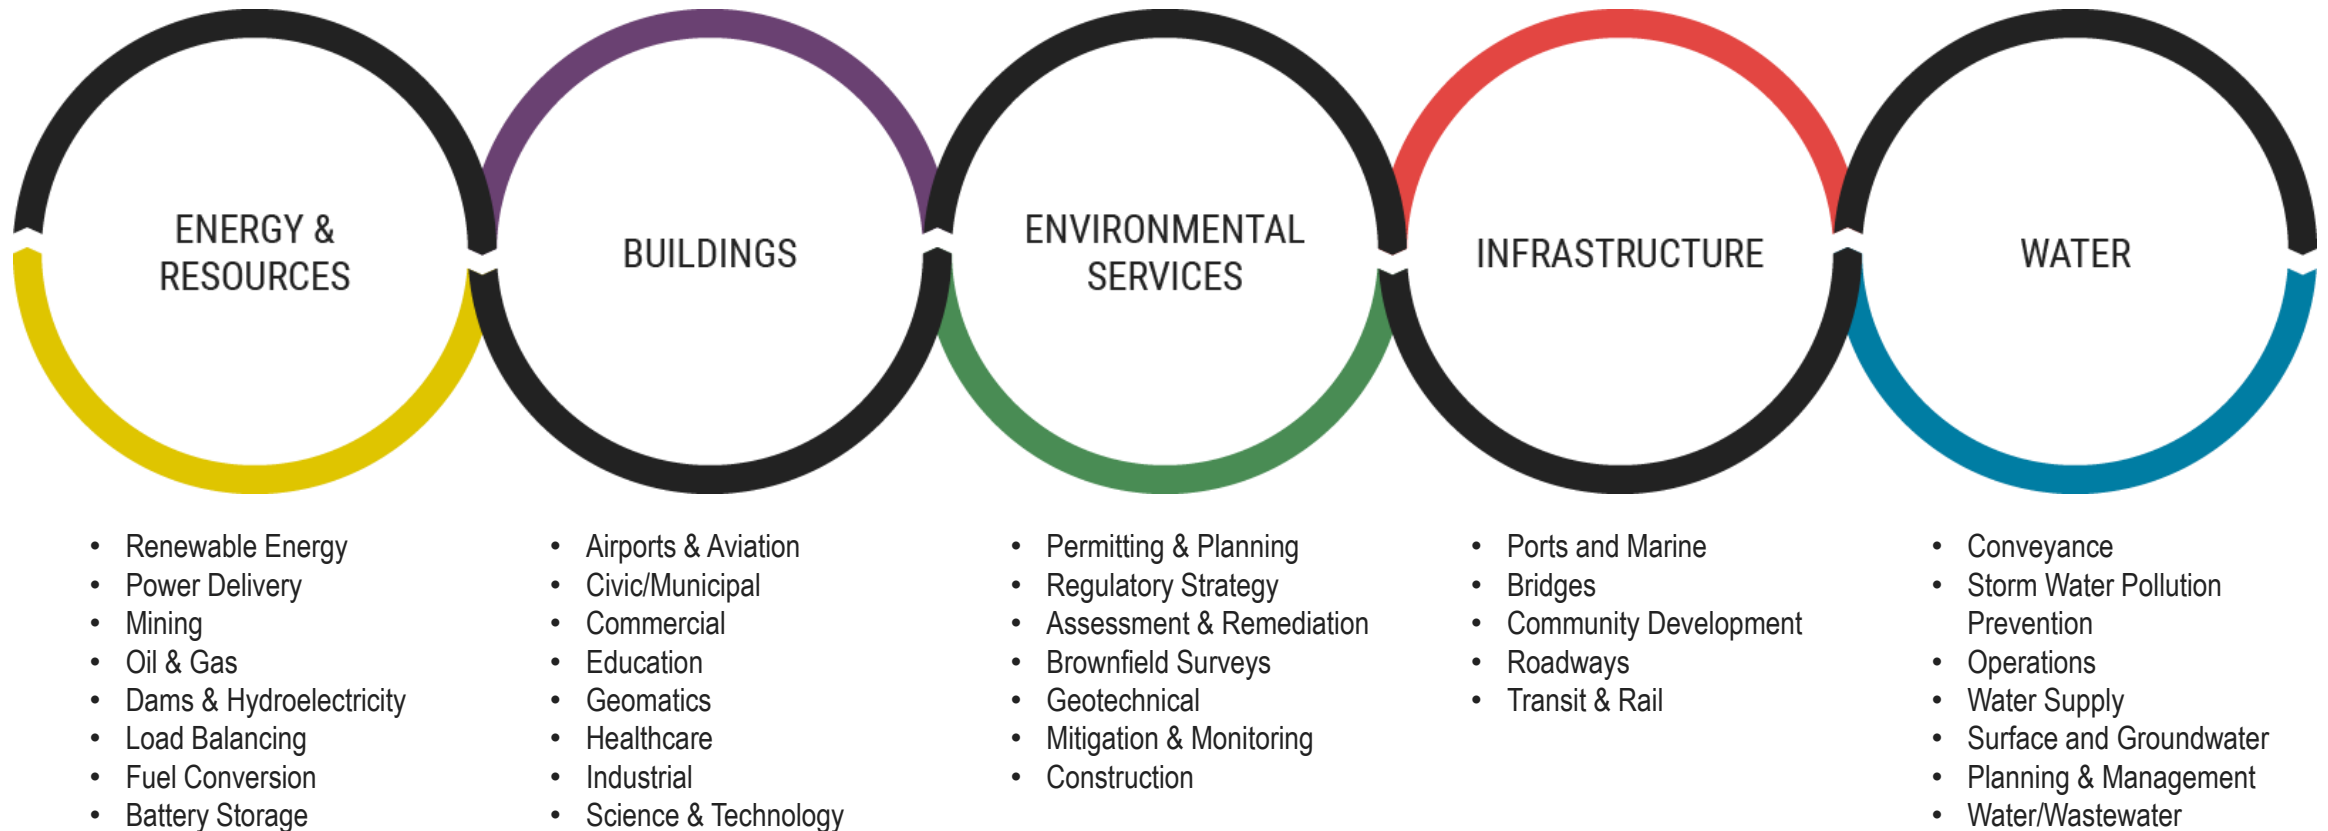 ENERGY &
RESOURCES
BUILDINGS
ENVIRONMENTAL
SERVICES
INFRASTRUCTURE
WATER
• Renewable Energy
• Power Delivery
• Mining
• Oil & Gas
• Dams & Hydroelectricity
• Load Balancing
• Fuel Conversion
• Battery Storage
• Airports & Aviation
• Civic/Municipal
• Commercial
• Education
• Geomatics
• Healthcare
• Industrial
• Science & Technology
• Permitting & Planning
• Regulatory Strategy
• Assessment & Remediation
• Brownfield Surveys
• Geotechnical
• Mitigation & Monitoring
• Construction
• Ports and Marine
• Bridges
• Community Development
• Roadways
• Transit & Rail
• Conveyance
• Storm Water Pollution
Prevention
• Operations
• Water Supply
• Surface and Groundwater
• Planning & Management
• Water/Wastewater